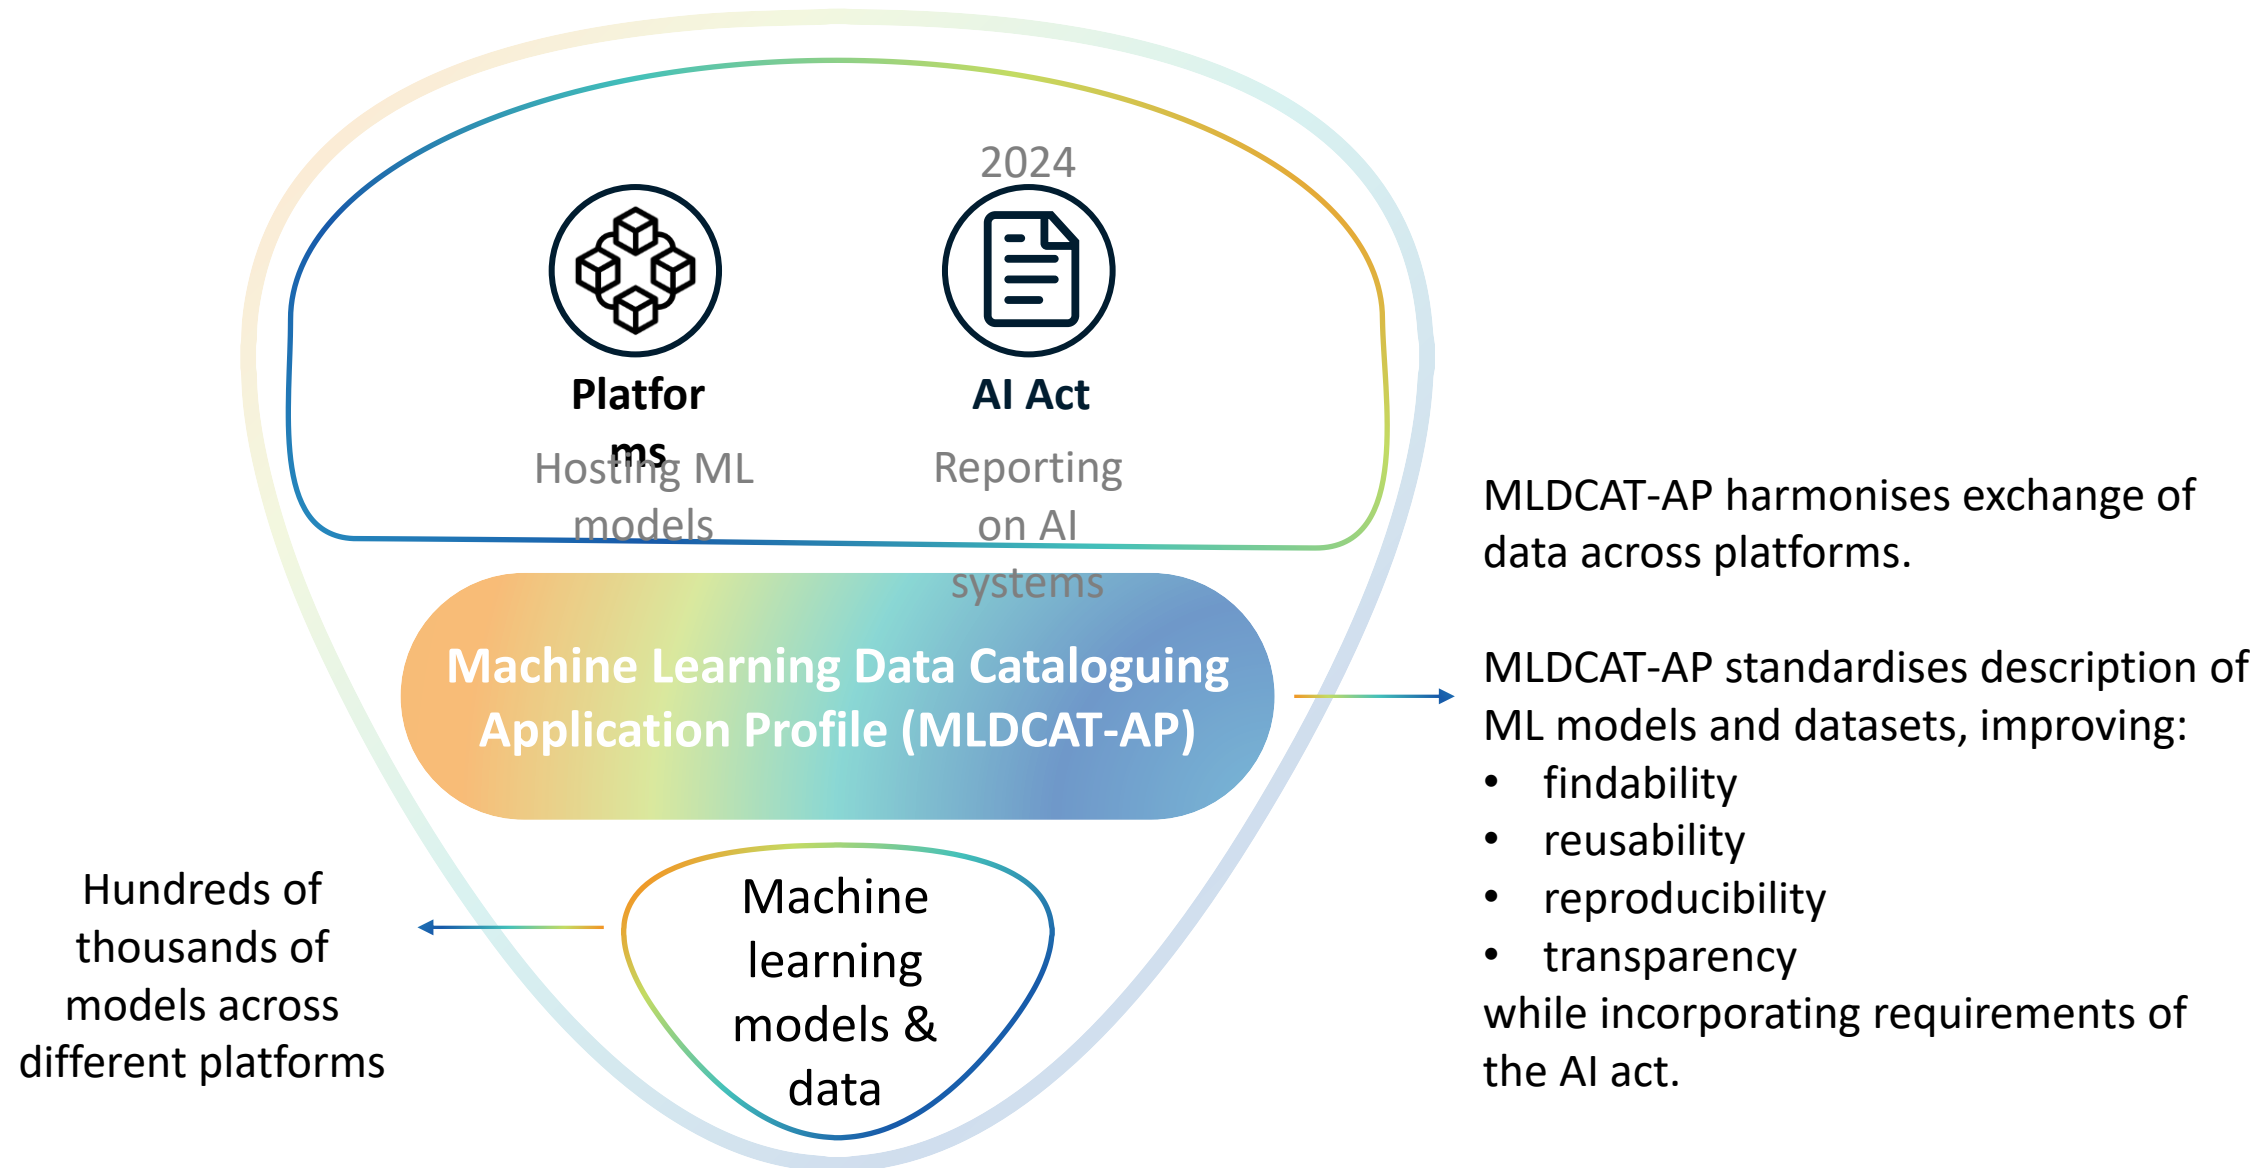 2024
Platfor
ms
Hosting ML
models
AI Act
Reporting
on AI
systems
Machine Learning Data Cataloguing
Application Profile (MLDCAT-AP)
Machine
learning
models &
data
Hundreds of
thousands of
models across
different platforms
MLDCAT-AP harmonises exchange of
data across platforms.
MLDCAT-AP standardises description of
ML models and datasets, improving:
• findability
• reusability
• reproducibility
• transparency
while incorporating requirements of
the AI act.